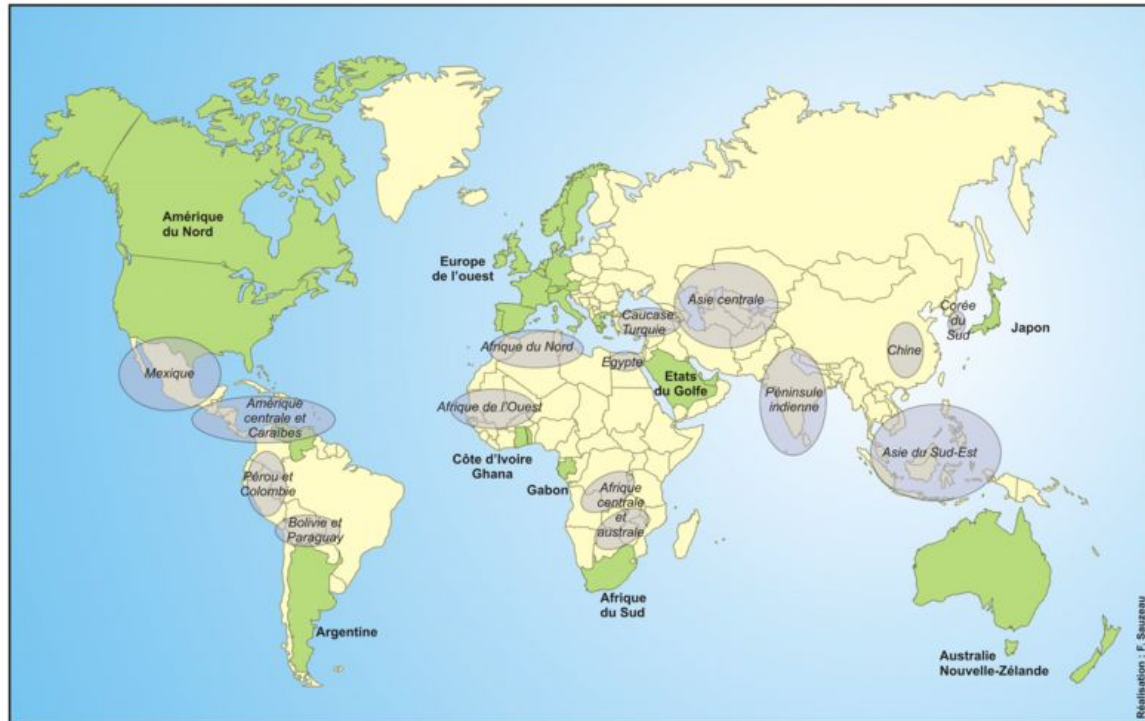 Amérique
du Nord
Europe
de l'ouest
Asie centrale
Caucase
Turquie
Corée
du
Sud
Japon
Chine
Afrique du Nord
Egypte
Mexique
Etats
du Golfe
Péninsule
indienne
Amérique
centrale et
Caraïbes
Afrique de l'Ouest
Asie du Sud-Est
Côte d'Ivoire
Ghana
Gabon
Pérou et
Colombie
Afrique
centrale
et
australe
Bolivie et
Paraguay
Afrique
du Sud
Argentine
Australie
Nouvelle-Zélande
Réalisation : F. Sauzeau